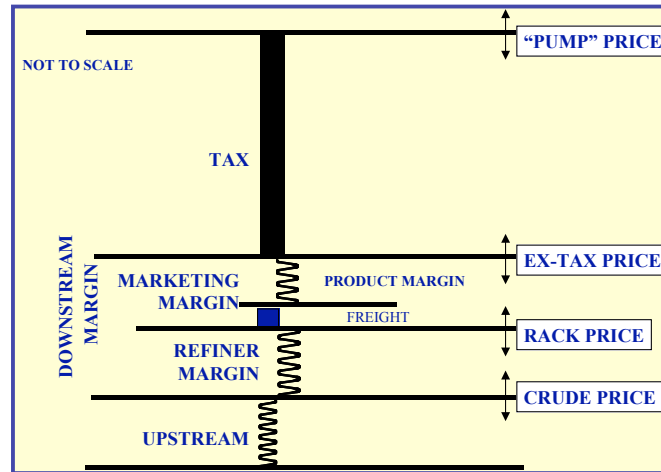 “PUMP” PRICE
NOT TO SCALE
TAX
EX-TAX PRICE
DOWNSTREAM
MARGIN
MARKETING
MARGIN
PRODUCT MARGIN
FREIGHT
RACK PRICE
REFINER
MARGIN
CRUDE PRICE
UPSTREAM